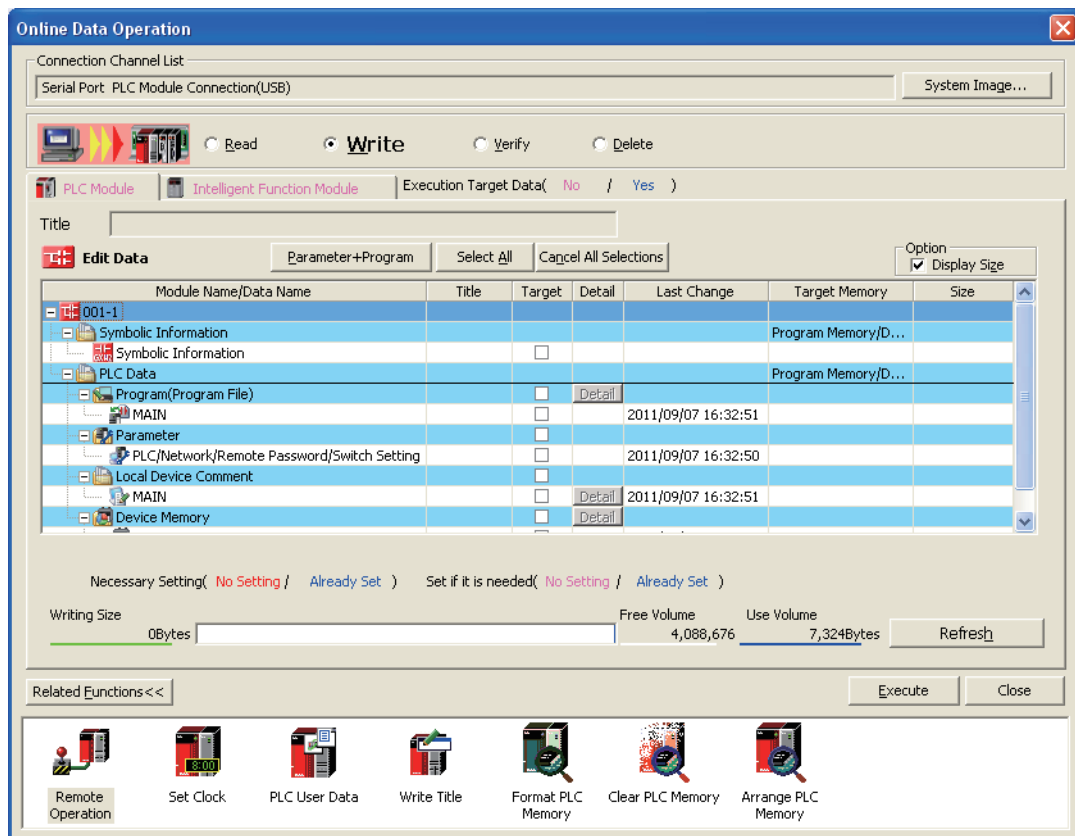 Online Data Operation
Connection Channel List
Serial Port PLC Module Connection(USB)
System Image...
Read Write Verify Delete
PLC Module Intelligent Function Module Execution Target Data( No / Yes )
Title
Edit Data Parameter+Program Select All Cancel All Selections
Option
Display Size
Module Name/Data Name Title Target Detail Last Change Target Memory Size
001-1
Symbolic Information Program Memory/D...
Symbolic Information
PLC Data Program Memory/D...
Program(Program File) Detail
MAIN 2011/09/07 16:32:51
Parameter
PLC/Network/Remote Password/Switch Setting 2011/09/07 16:32:50
Local Device Comment
MAIN Detail 2011/09/07 16:32:51
Device Memory Detail
Necessary Setting( No Setting / Already Set ) Set if it is needed( No Setting / Already Set )
Writing Size Free Volume Use Volume
0Bytes 4,088,676 7,324Bytes Refresh
Related Functions<< Execute Close
8:00
Remote Operation
Set Clock
PLC User Data
Write Title
Format PLC Memory
Clear PLC Memory
Arrange PLC Memory